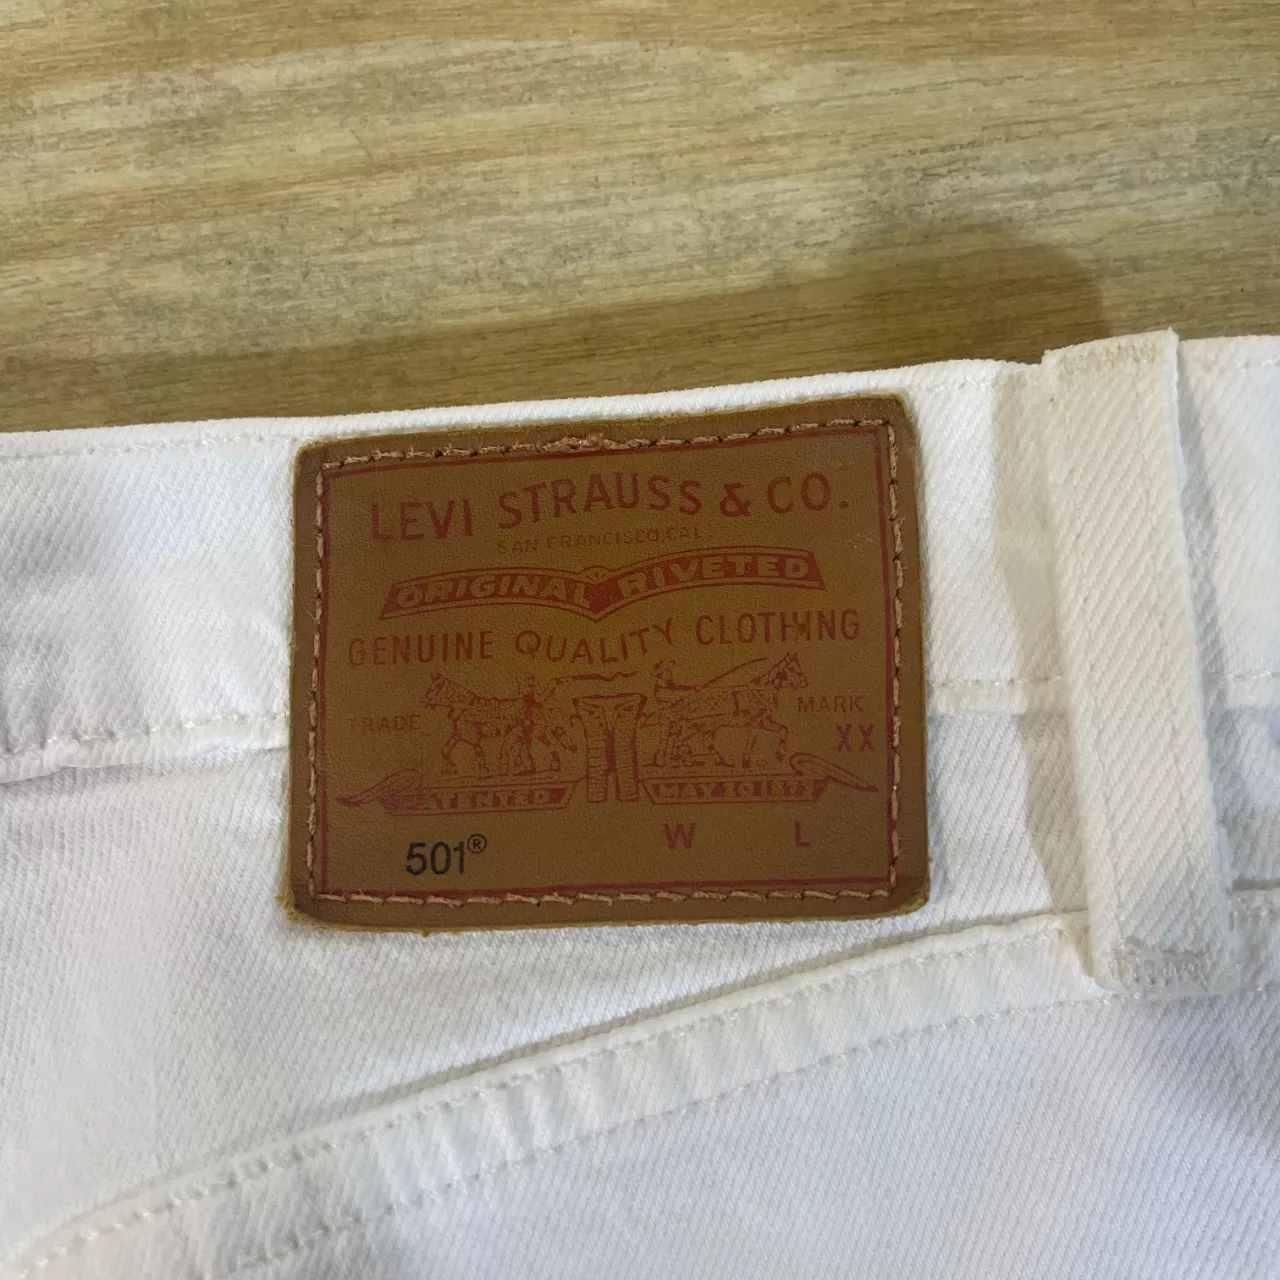 LEVI STRAUSS & CO.
SAN FRANCISCO, CAL.
ORIGINAL RIVETED
GENUINE QUALITY CLOTHING
TRADE MARK
XX
PATENTED MAY 20 1873
501® W L